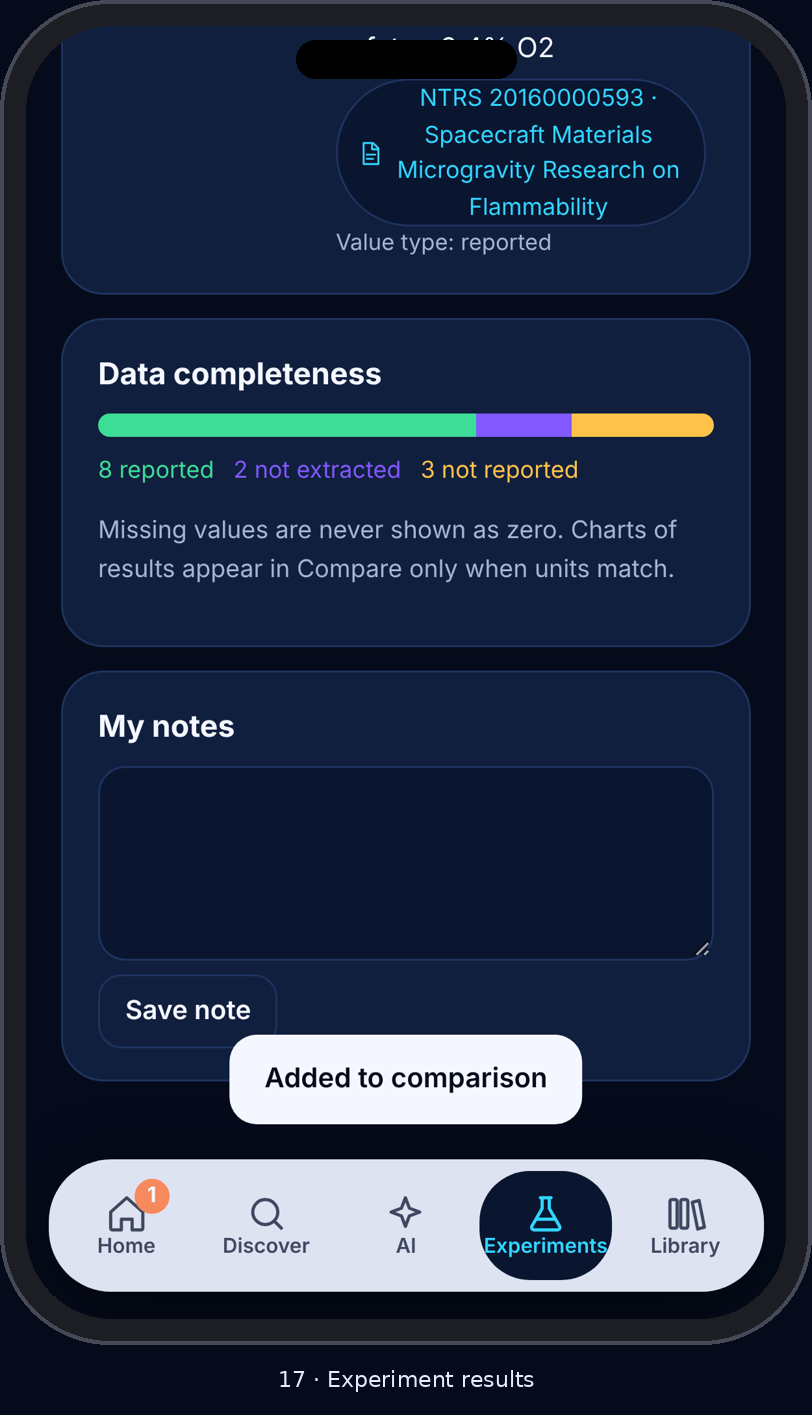 O2
NTRS 20160000593 ·
Spacecraft Materials
Microgravity Research on
Flammability
Value type: reported
Data completeness
8 reported 2 not extracted 3 not reported
Missing values are never shown as zero. Charts of
results appear in Compare only when units match.
My notes
Save note
Added to comparison
1
Home
Discover
AI
Experiments
Library
17 · Experiment results